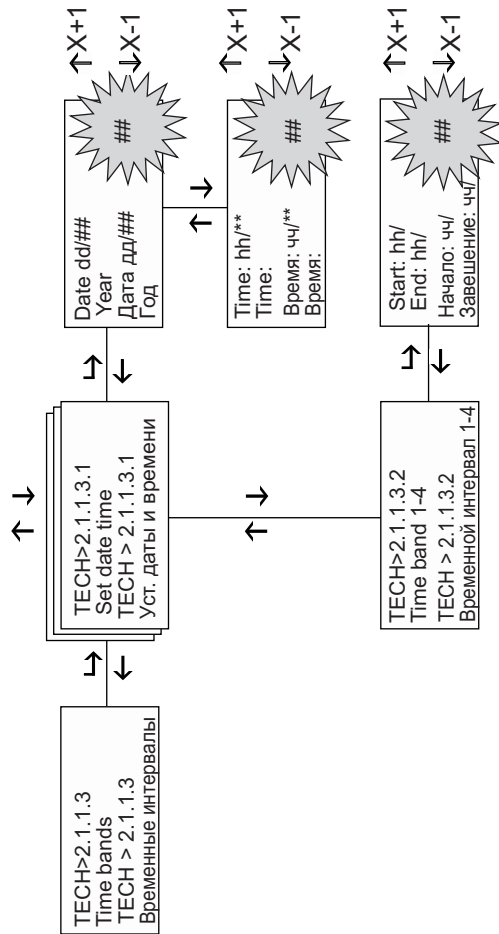 TECH>2.1.1.3
Time bands
TECH > 2.1.1.3
Временные интервалы
TECH>2.1.1.3.1
Set date time
TECH > 2.1.1.3.1
Уст. даты и времени
Date dd/##
Year
Дата дд/##
Год
##
X+1
X-1
Time: hh/**
Time:
Время: чч/**
Время:
##
X+1
X-1
TECH>2.1.1.3.2
Time band 1-4
TECH > 2.1.1.3.2
Временной интервал 1-4
Start: hh/
End: hh/
Начало: чч/
Завешение: чч/
##
X+1
X-1